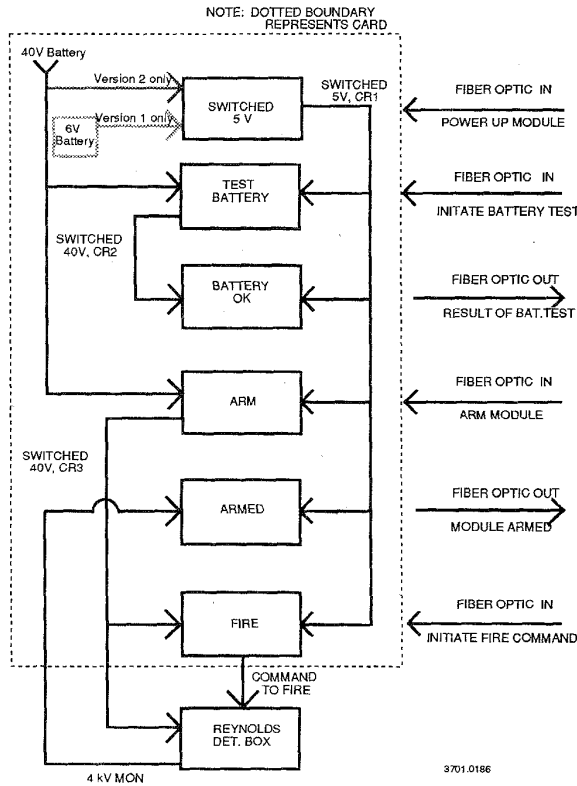 NOTE: DOTTED BOUNDARY
REPRESENTS CARD
40V Battery
Version 2 only
SWITCHED
5V, CR1
FIBER OPTIC IN
SWITCHED
5 V
6V
Battery
Version 1 only
POWER UP MODULE
TEST
BATTERY
FIBER OPTIC IN
INITATE BATTERY TEST
SWITCHED
40V, CR2
BATTERY
OK
FIBER OPTIC OUT
RESULT OF BAT.TEST
ARM
FIBER OPTIC IN
ARM MODULE
SWITCHED
40V, CR3
ARMED
FIBER OPTIC OUT
MODULE ARMED
FIRE
FIBER OPTIC IN
INITIATE FIRE COMMAND
COMMAND
TO FIRE
REYNOLDS
DET. BOX
4 kV MON
3701.0186